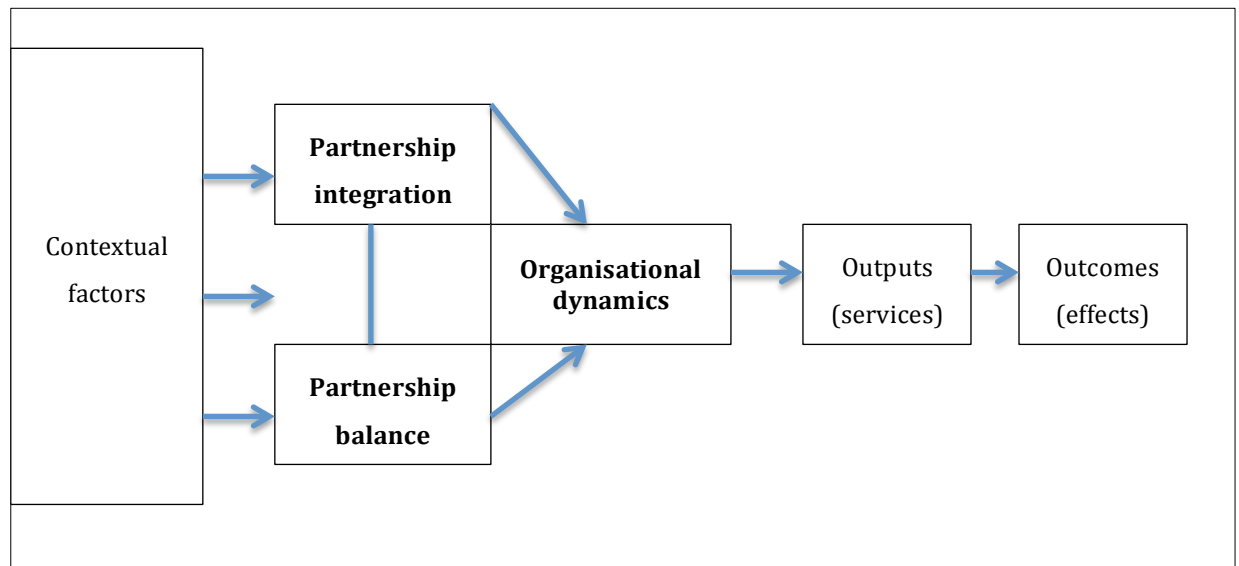 Contextual
factors
Partnership
integration
Partnership
balance
Organisational
dynamics
Outputs
(services)
Outcomes
(effects)